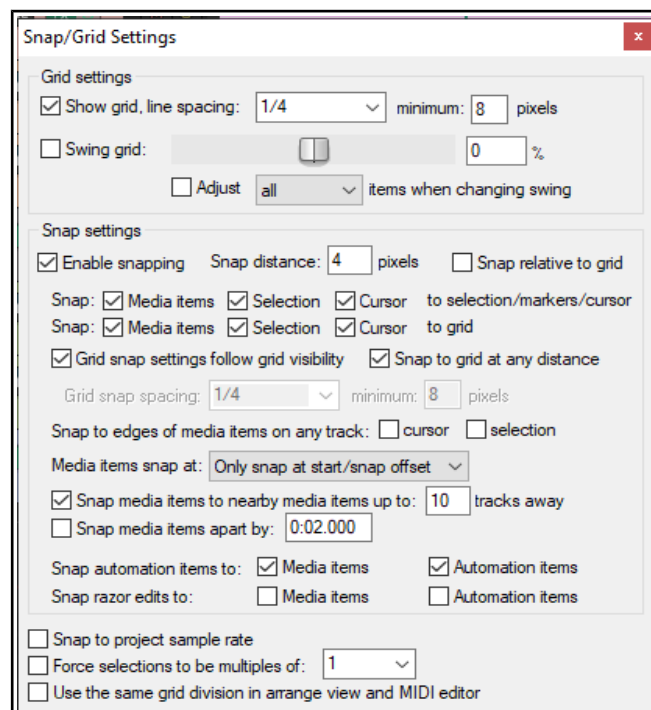 Snap/Grid Settings
x
Grid settings
Show grid, line spacing: 1/4 minimum: 8 pixels
Swing grid: 0 %
Adjust all items when changing swing
Snap settings
Enable snapping Snap distance: 4 pixels Snap relative to grid
Snap: Media items Selection Cursor to selection/markers/cursor
Snap: Media items Selection Cursor to grid
Grid snap settings follow grid visibility Snap to grid at any distance
Grid snap spacing: 1/4 minimum: 8 pixels
Snap to edges of media items on any track: cursor selection
Media items snap at: Only snap at start/snap offset
Snap media items to nearby media items up to: 10 tracks away
Snap media items apart by: 0:02.000
Snap automation items to: Media items Automation items
Snap razor edits to: Media items Automation items
Snap to project sample rate
Force selections to be multiples of: 1
Use the same grid division in arrange view and MIDI editor